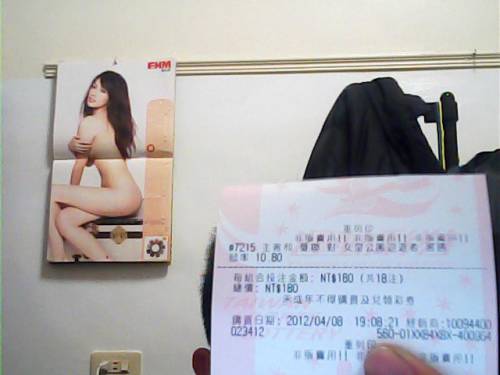 FHM
重列印
非販賣用!! 非販賣用!! 非販賣用!!
#7215 主客和 曼聯 對 女皇公園巡遊者 客勝
賠率 10.80
每組合投注金額: NT$180 (共18注)
總價: NT$180
未成年不得購買及兌領彩券
購買日期: 2012/04/08 19:08:21 經銷商:10094400
023412
重列印
非販賣用!! 非販賣用!!